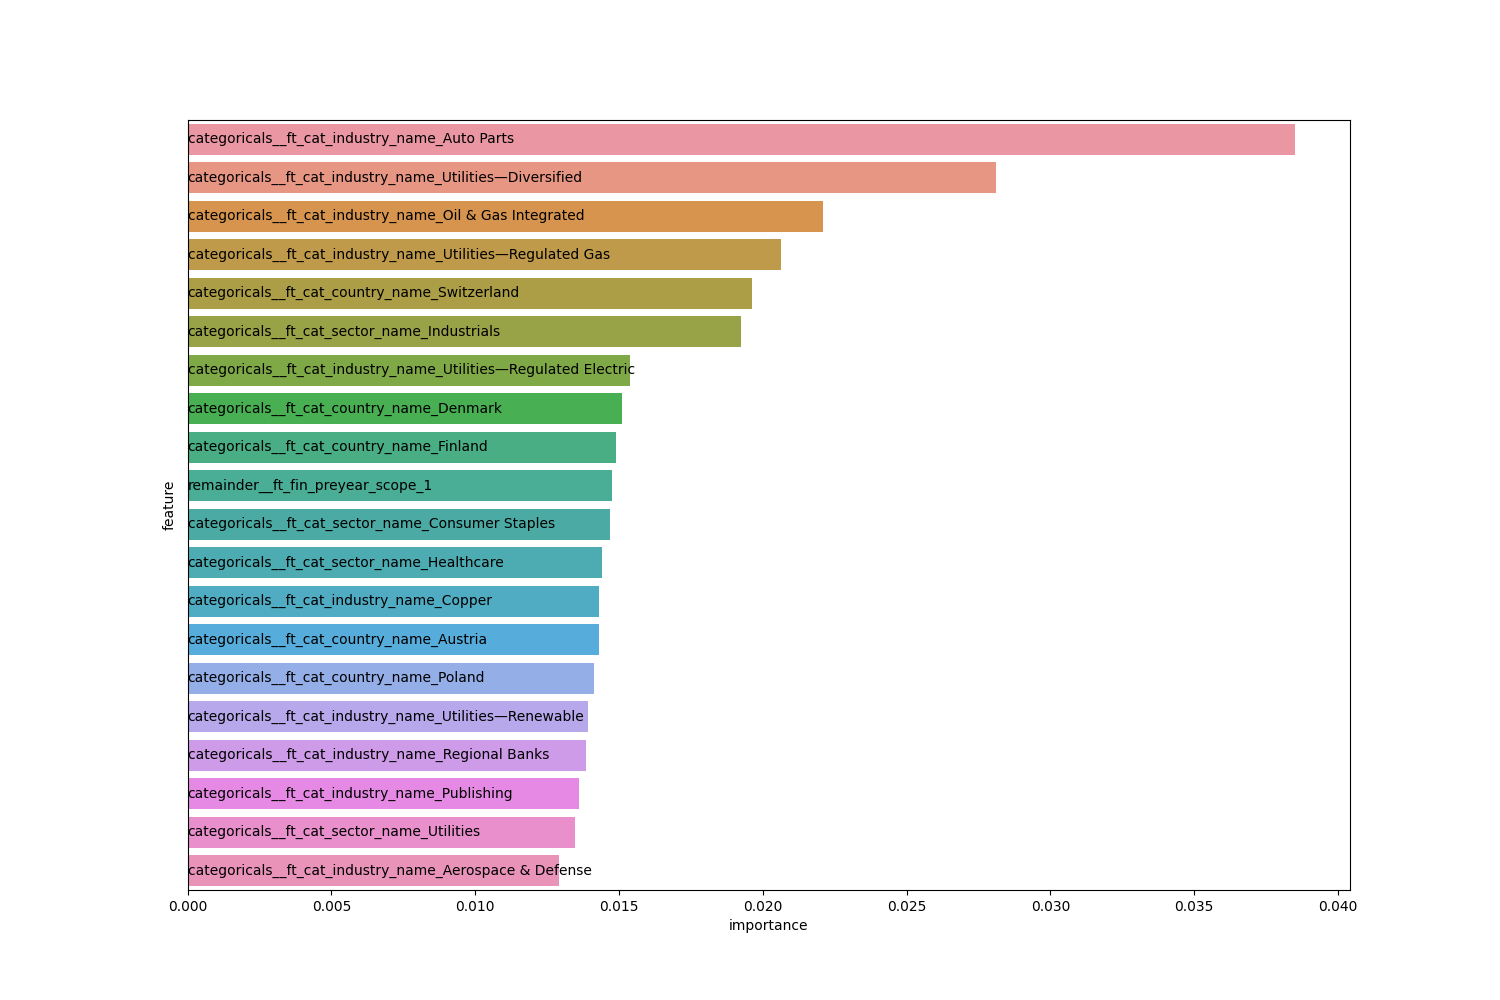 categoricals__ft_cat_industry_name_Auto Parts
categoricals__ft_cat_industry_name_Utilities—Diversified
categoricals__ft_cat_industry_name_Oil & Gas Integrated
categoricals__ft_cat_industry_name_Utilities—Regulated Gas
categoricals__ft_cat_country_name_Switzerland
categoricals__ft_cat_sector_name_Industrials
categoricals__ft_cat_industry_name_Utilities—Regulated Electric
categoricals__ft_cat_country_name_Denmark
categoricals__ft_cat_country_name_Finland
remainder__ft_fin_preyear_scope_1
categoricals__ft_cat_sector_name_Consumer Staples
categoricals__ft_cat_sector_name_Healthcare
categoricals__ft_cat_industry_name_Copper
categoricals__ft_cat_country_name_Austria
categoricals__ft_cat_country_name_Poland
categoricals__ft_cat_industry_name_Utilities—Renewable
categoricals__ft_cat_industry_name_Regional Banks
categoricals__ft_cat_industry_name_Publishing
categoricals__ft_cat_sector_name_Utilities
categoricals__ft_cat_industry_name_Aerospace & Defense
feature
0.000 0.005 0.010 0.015 0.020 0.025 0.030 0.035 0.040
importance